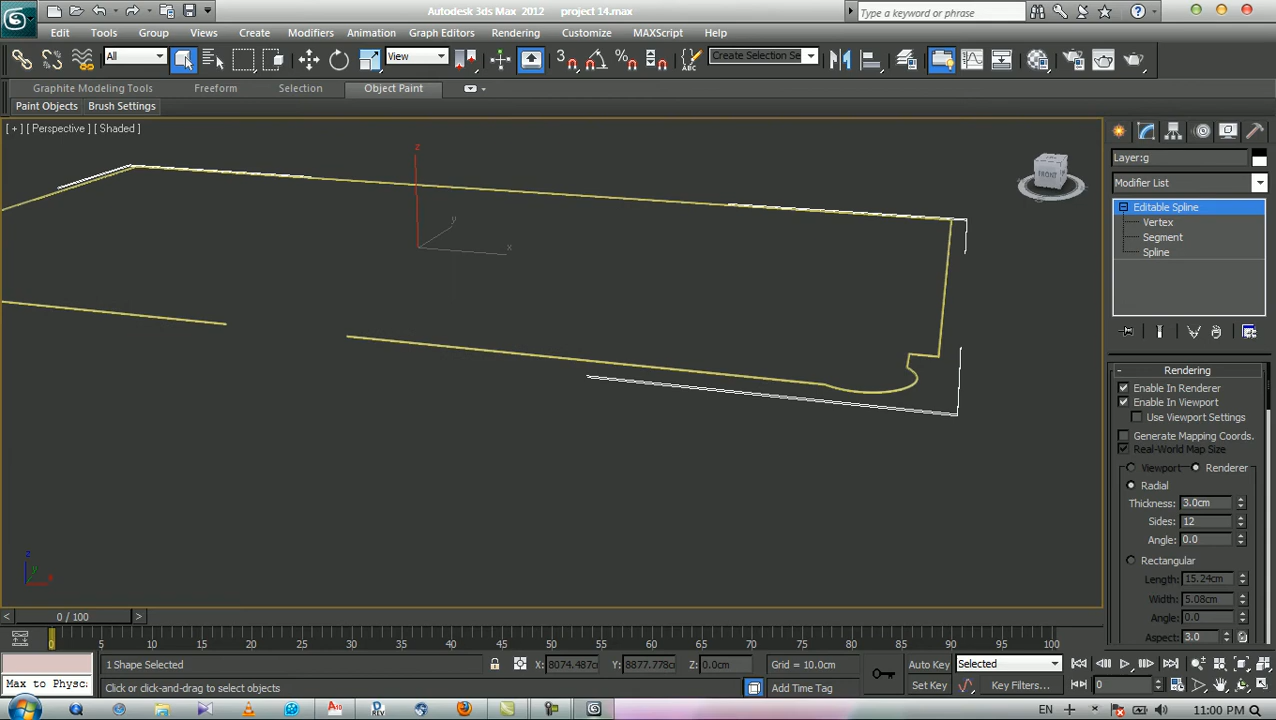 Autodesk 3ds Max 2012 project 14.max
Type a keyword or phrase
Edit Tools Group Views Create Modifiers Animation Graph Editors Rendering Customize MAXScript Help
All View Create Selection Se
Graphite Modeling Tools Freeform Selection Object Paint
Paint Objects Brush Settings
[ + ] [ Perspective ] [ Shaded ]
z
y
x
FRONT
Layer:g
Modifier List
Editable Spline
Vertex
Segment
Spline
- Rendering
Enable In Renderer
Enable In Viewport
Use Viewport Settings
Generate Mapping Coords.
Real-World Map Size
Viewport Renderer
Radial
Thickness: 3.0cm
Sides: 12
Angle: 0.0
Rectangular
Length: 15.24cm
Width: 5.08cm
Angle: 0.0
Aspect: 3.0
z
y
x
< 0 / 100 >
0 5 10 15 20 25 30 35 40 45 50 55 60 65 70 75 80 85 90 95 100
1 Shape Selected X: 8074.487c Y: 8877.778c Z: 0.0cm Grid = 10.0cm Auto Key Selected
Max to Physc: Click or click-and-drag to select objects Add Time Tag Set Key Key Filters... 0
EN 11:00 PM